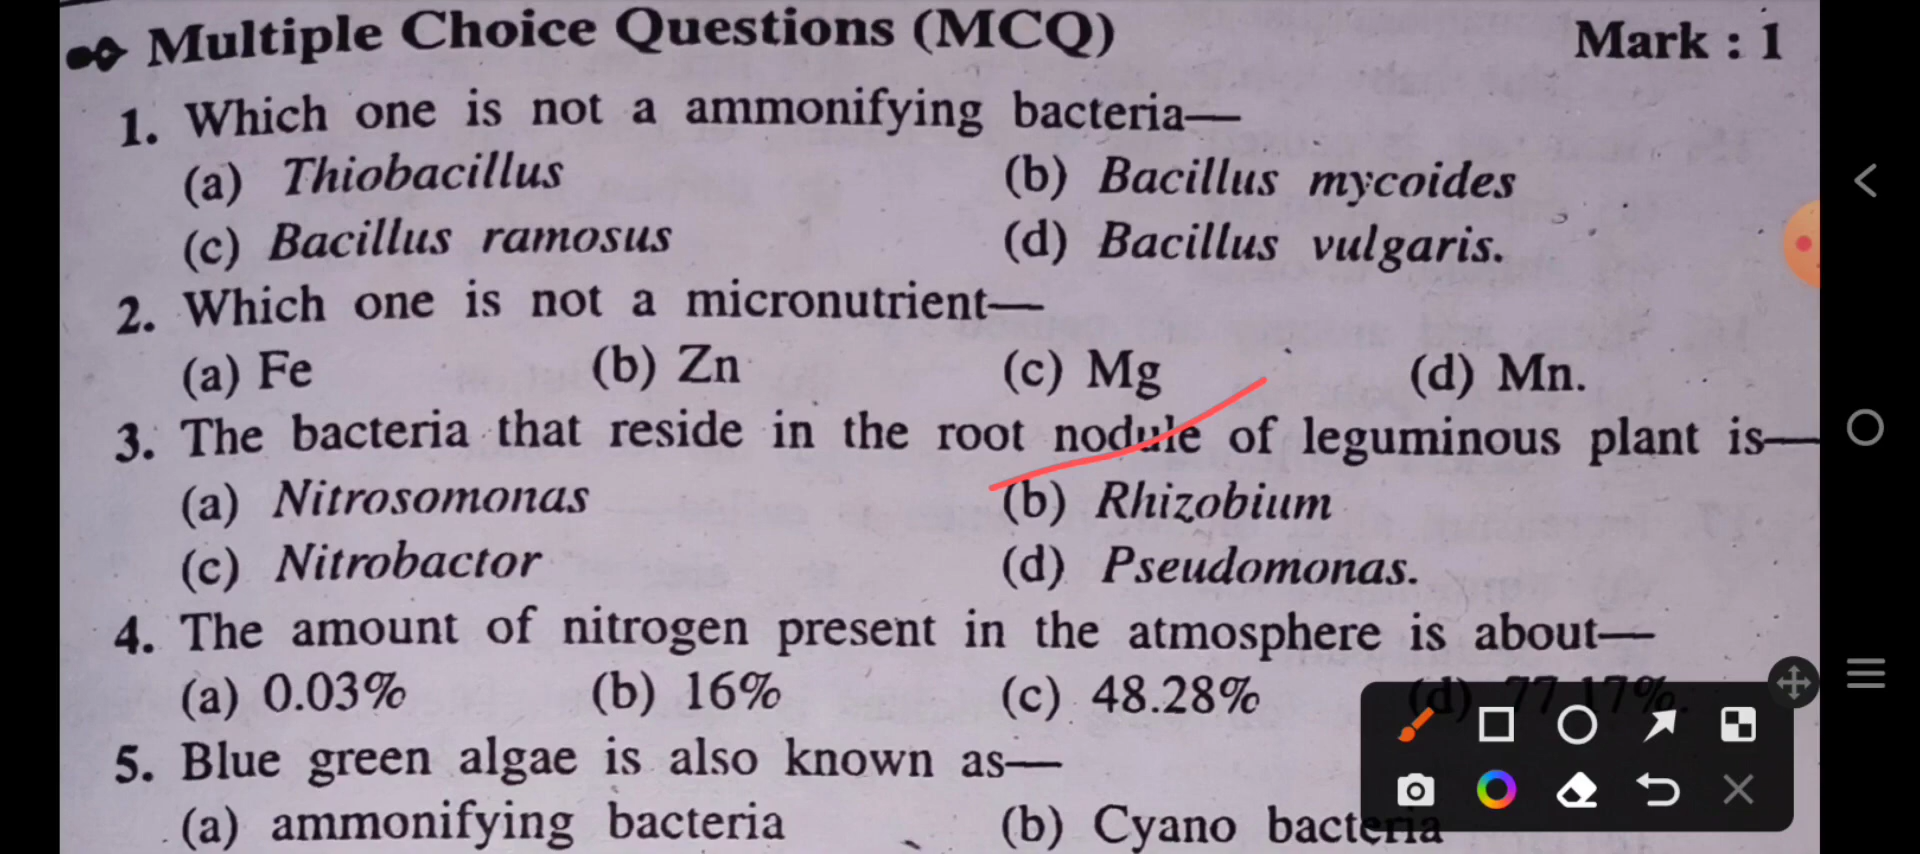 Multiple Choice Questions (MCQ) Mark : 1
1. Which one is not a ammonifying bacteria—
(a) Thiobacillus (b) Bacillus mycoides
(c) Bacillus ramosus (d) Bacillus vulgaris.
2. Which one is not a micronutrient—
(a) Fe (b) Zn (c) Mg (d) Mn.
3. The bacteria that reside in the root nodule of leguminous plant is—
(a) Nitrosomonas (b) Rhizobium
(c) Nitrobactor (d) Pseudomonas.
4. The amount of nitrogen present in the atmosphere is about—
(a) 0.03% (b) 16% (c) 48.28% (d) 77.17%.
5. Blue green algae is also known as—
(a) ammonifying bacteria (b) Cyano bacteria